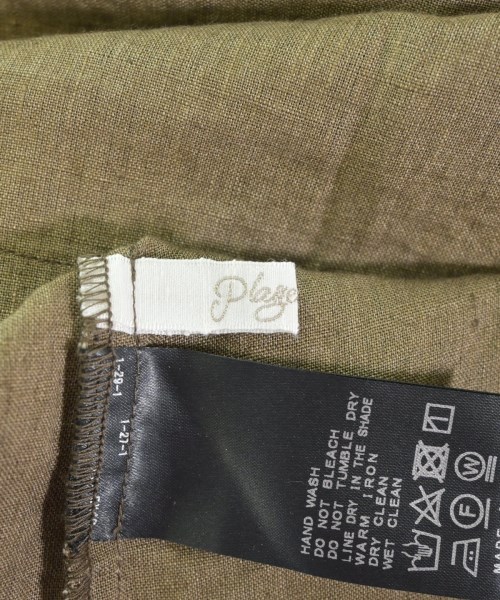 Plage
1-29-1
1-27-1
HAND WASH
DO NOT BLEACH
DO NOT TUMBLE DRY
LINE DRY IN THE SHADE
WARM IRON
DRY CLEAN
WET CLEAN
F
W
MADE